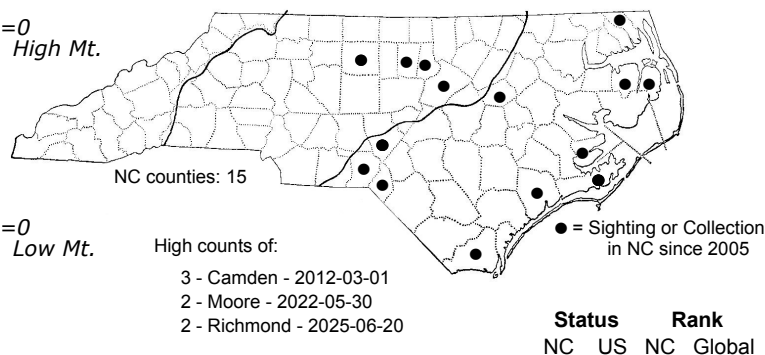 =0
High Mt.
NC counties: 15
=0
Low Mt.
High counts of:
3 - Camden - 2012-03-01
2 - Moore - 2022-05-30
2 - Richmond - 2025-06-20
● = Sighting or Collection
in NC since 2005
Status Rank
NC US NC Global